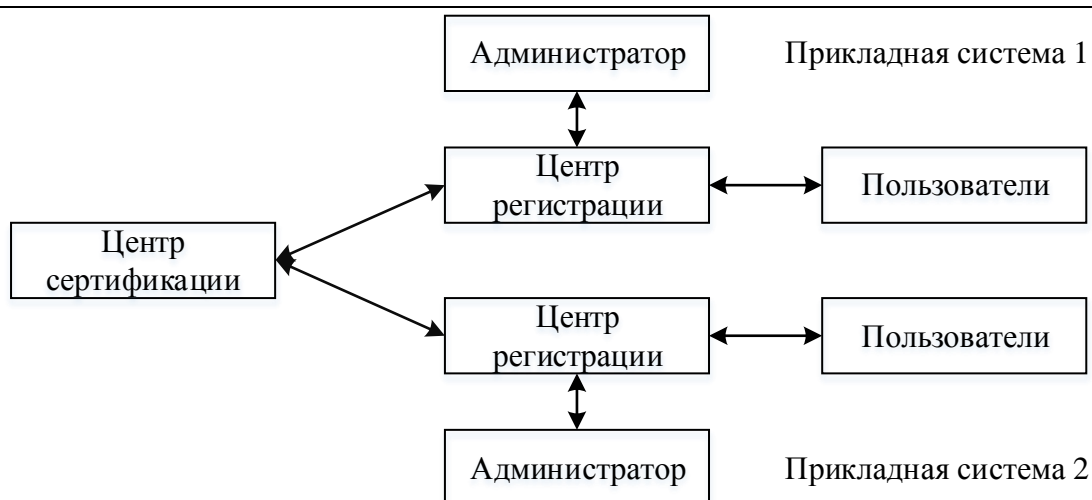 Администратор
Прикладная система 1
Центр
регистрации
Пользователи
Центр
сертификации
Центр
регистрации
Пользователи
Администратор
Прикладная система 2